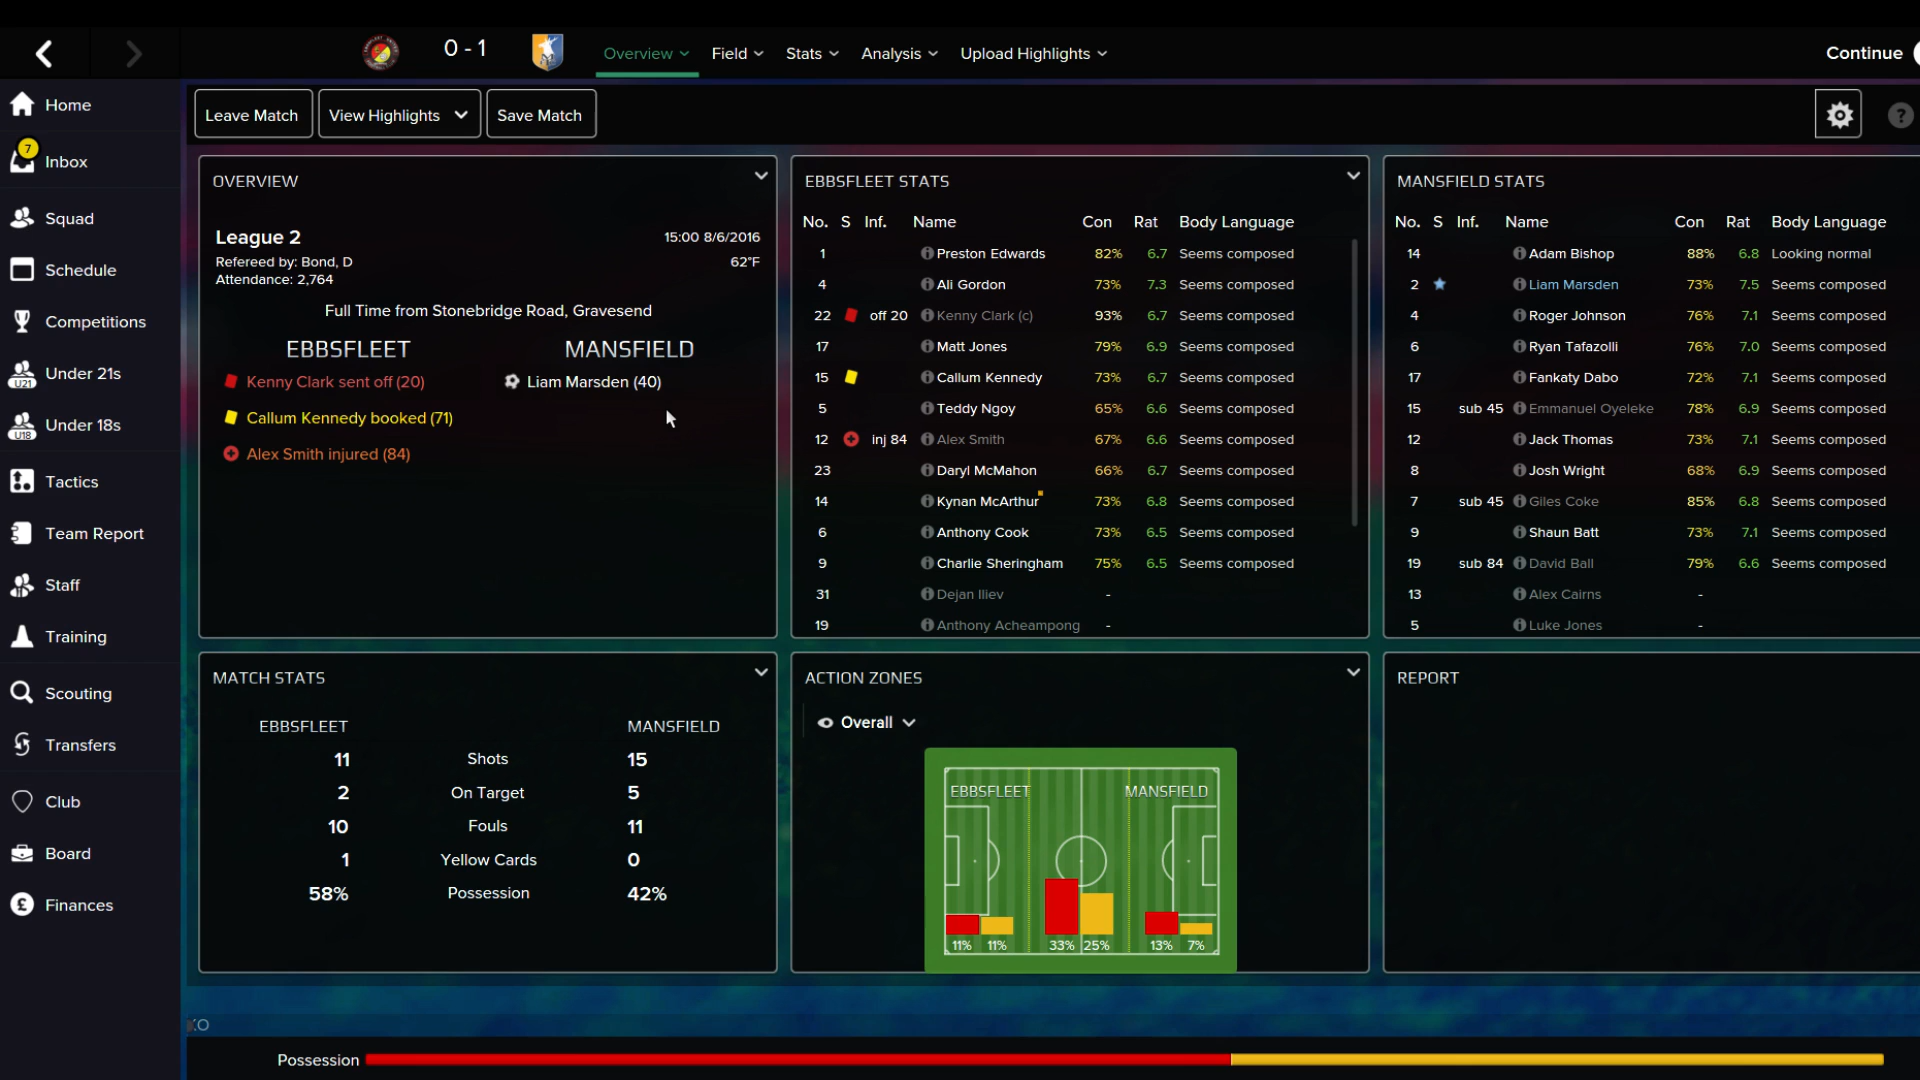 0 - 1
Overview
Field
Stats
Analysis
Upload Highlights
Continue
Home
7
Inbox
Squad
Schedule
Competitions
U21
Under 21s
U18
Under 18s
Tactics
Team Report
Staff
Training
Scouting
Transfers
Club
Board
£
Finances
Leave Match
View Highlights
Save Match
?
OVERVIEW
League 2
15:00 8/6/2016
Refereed by: Bond, D
62°F
Attendance: 2,764
Full Time from Stonebridge Road, Gravesend
EBBSFLEET MANSFIELD
Kenny Clark sent off (20) Liam Marsden (40)
Callum Kennedy booked (71)
Alex Smith injured (84)
EBBSFLEET STATS
No. S Inf. Name Con Rat Body Language
1 Preston Edwards 82% 6.7 Seems composed
4 Ali Gordon 73% 7.3 Seems composed
22 off 20 Kenny Clark (c) 93% 6.7 Seems composed
17 Matt Jones 79% 6.9 Seems composed
15 Callum Kennedy 73% 6.7 Seems composed
5 Teddy Ngoy 65% 6.6 Seems composed
12 inj 84 Alex Smith 67% 6.6 Seems composed
23 Daryl McMahon 66% 6.7 Seems composed
14 Kynan McArthur 73% 6.8 Seems composed
6 Anthony Cook 73% 6.5 Seems composed
9 Charlie Sheringham 75% 6.5 Seems composed
31 Dejan Iliev -
19 Anthony Acheampong -
MANSFIELD STATS
No. S Inf. Name Con Rat Body Language
14 Adam Bishop 88% 6.8 Looking normal
2 Liam Marsden 73% 7.5 Seems composed
4 Roger Johnson 76% 7.1 Seems composed
6 Ryan Tafazolli 76% 7.0 Seems composed
17 Fankaty Dabo 72% 7.1 Seems composed
15 sub 45 Emmanuel Oyeleke 78% 6.9 Seems composed
12 Jack Thomas 73% 7.1 Seems composed
8 Josh Wright 68% 6.9 Seems composed
7 sub 45 Giles Coke 85% 6.8 Seems composed
9 Shaun Batt 73% 7.1 Seems composed
19 sub 84 David Ball 79% 6.6 Seems composed
13 Alex Cairns -
5 Luke Jones -
MATCH STATS
EBBSFLEET MANSFIELD
11 Shots 15
2 On Target 5
10 Fouls 11
1 Yellow Cards 0
58% Possession 42%
ACTION ZONES
Overall
EBBSFLEET MANSFIELD
11% 11% 33% 25% 13% 7%
REPORT
KO
Possession